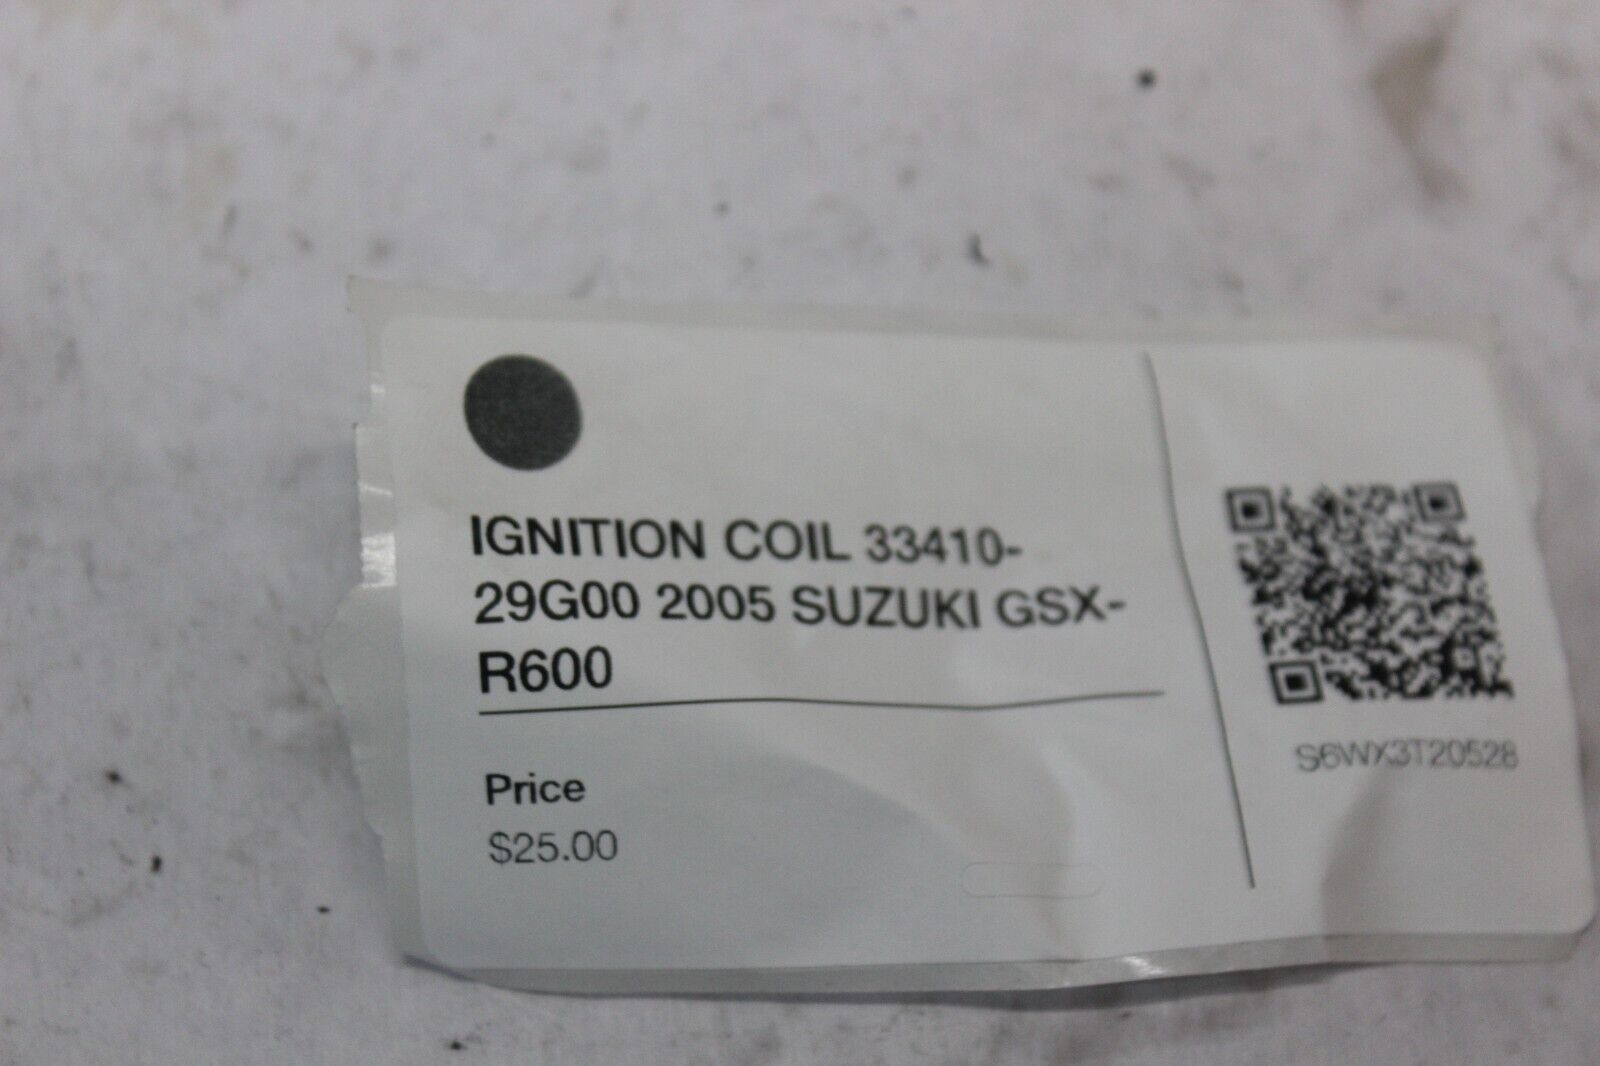 IGNITION COIL 33410-
29G00 2005 SUZUKI GSX-
R600
Price
$25.00
S6WX3T20528